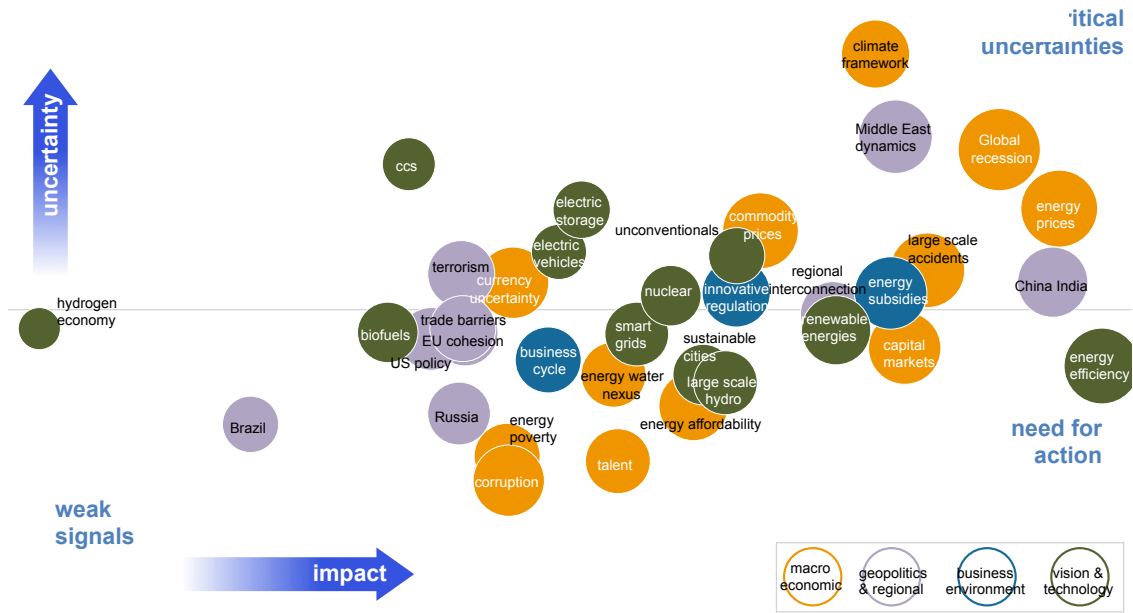 ritical
uncertainties
climate
framework
uncertainty
Middle East
dynamics
Global
recession
ccs
electric
storage
commodity
prices
energy
prices
unconventionals
electric
vehicles
large scale
accidents
terrorism
currency
uncertainty
nuclear
innovative
regulation
regional
interconnection
energy
subsidies
China India
hydrogen
economy
biofuels
trade barriers
EU cohesion
US policy
smart
grids
sustainable
cities
renewable
energies
capital
markets
business
cycle
energy water
nexus
large scale
hydro
energy
efficiency
Brazil
Russia
energy
poverty
energy affordability
need for
action
corruption
talent
weak
signals
impact
macro
economic
geopolitics
& regional
business
environment
vision &
technology